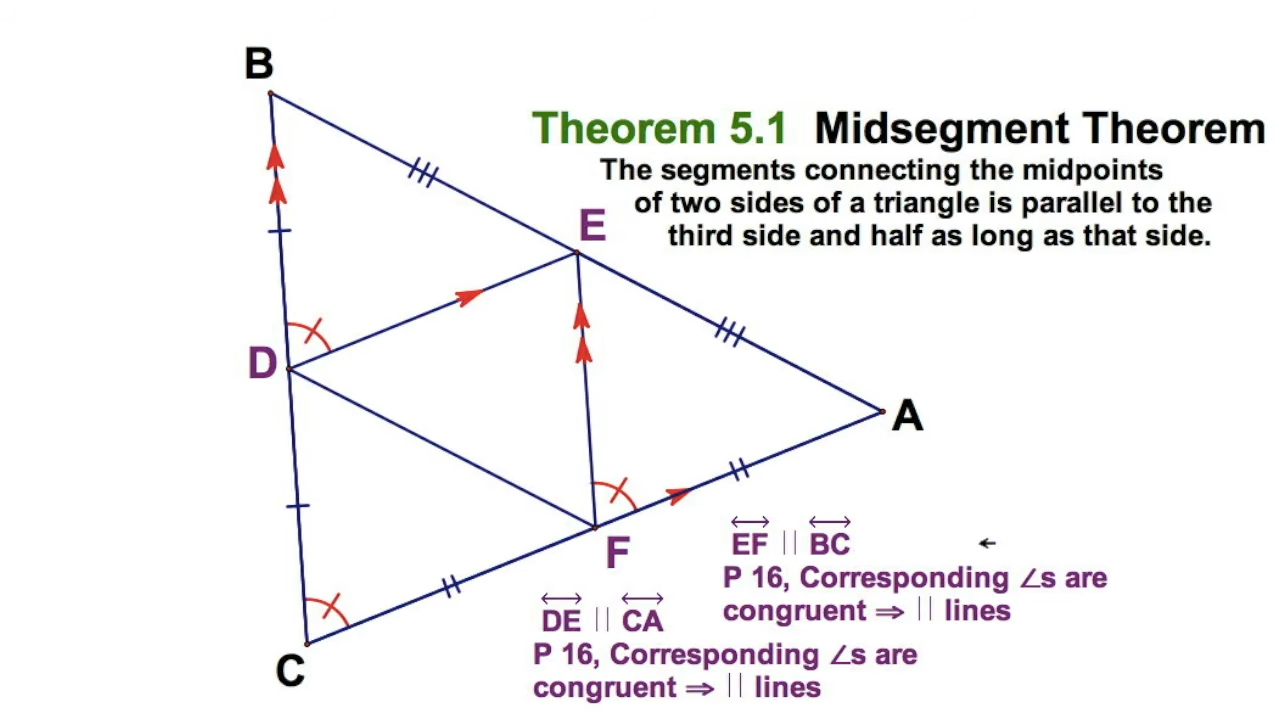 B
Theorem 5.1 Midsegment Theorem
The segments connecting the midpoints
of two sides of a triangle is parallel to the
third side and half as long as that side.
E
D
A
F
C
EF || BC
P 16, Corresponding ∠s are
congruent ⇒ || lines
DE || CA
P 16, Corresponding ∠s are
congruent ⇒ || lines